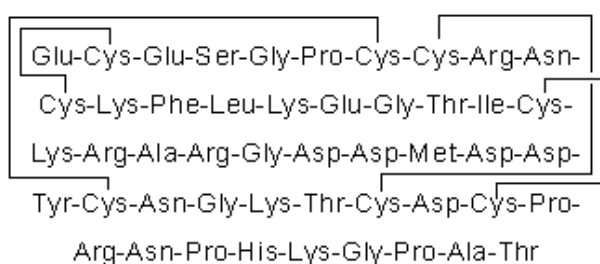 Glu-Cys-Glu-Ser-Gly-Pro-Cys-Cys-Arg-Asn-
Cys-Lys-Phe-Leu-Lys-Glu-Gly-Thr-Ile-Cys-
Lys-Arg-Ala-Arg-Gly-Asp-Asp-Met-Asp-Asp-
Tyr-Cys-Asn-Gly-Lys-Thr-Cys-Asp-Cys-Pro-
Arg-Asn-Pro-His-Lys-Gly-Pro-Ala-Thr